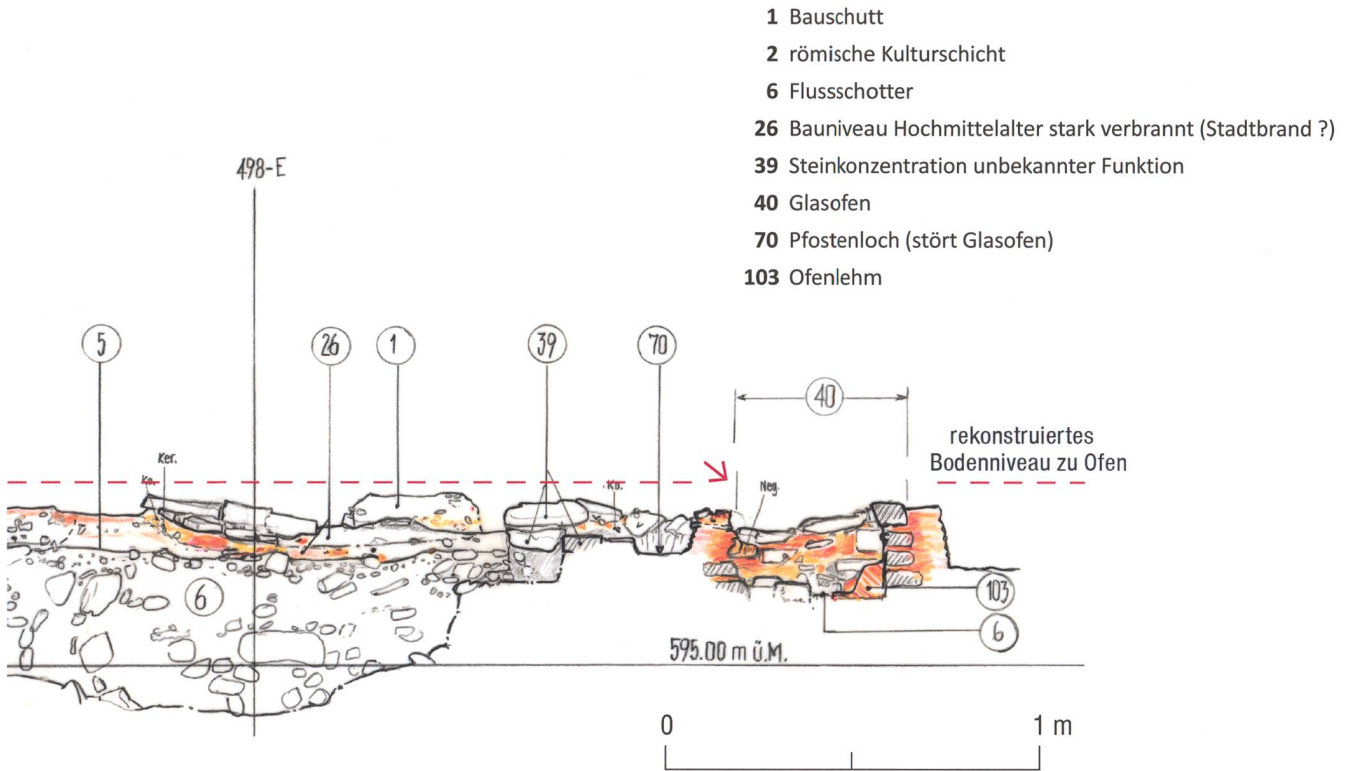 1 Bauschutt
2 römische Kulturschicht
6 Flussschotter
26 Bauniveau Hochmittelalter stark verbrannt (Stadtbrand ?)
39 Steinkonzentration unbekannter Funktion
40 Glasofen
70 Pfostenloch (stört Glasofen)
103 Ofenlehm
498-E
5
26
1
39
70
40
rekonstruiertes
Bodenniveau zu Ofen
Ker.
Ko.
Ko.
Neg.
6
103
6
595.00 m ü.M.
0
1 m